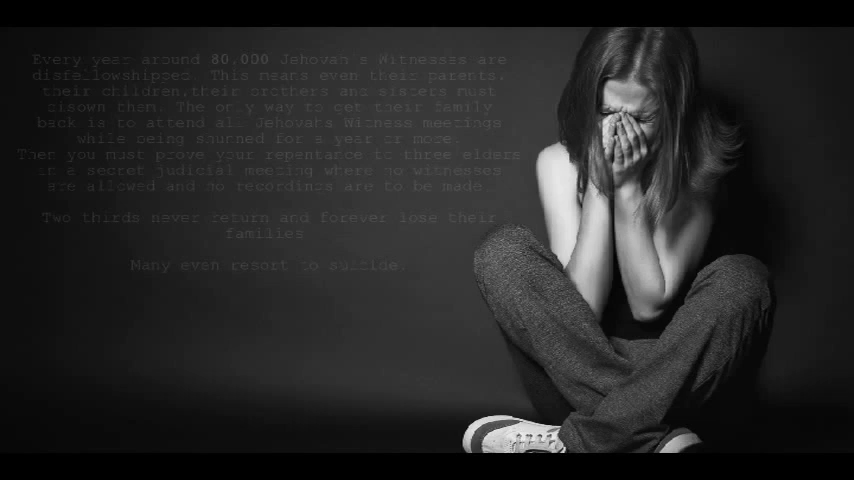 Every year around 80,000 Jehovah's Witnesses are
disfellowshipped. This means even their parents,
their children,their brothers and sisters must
disown them. The only way to get their family
back is to attend all Jehovahs Witness meetings
while being shunned for a year or more.
Then you must prove your repentance to three elders
in a secret judicial meeting where no witnesses
are allowed and no recordings are to be made.
Two thirds never return and forever lose their
families
Many even resort to suicide.